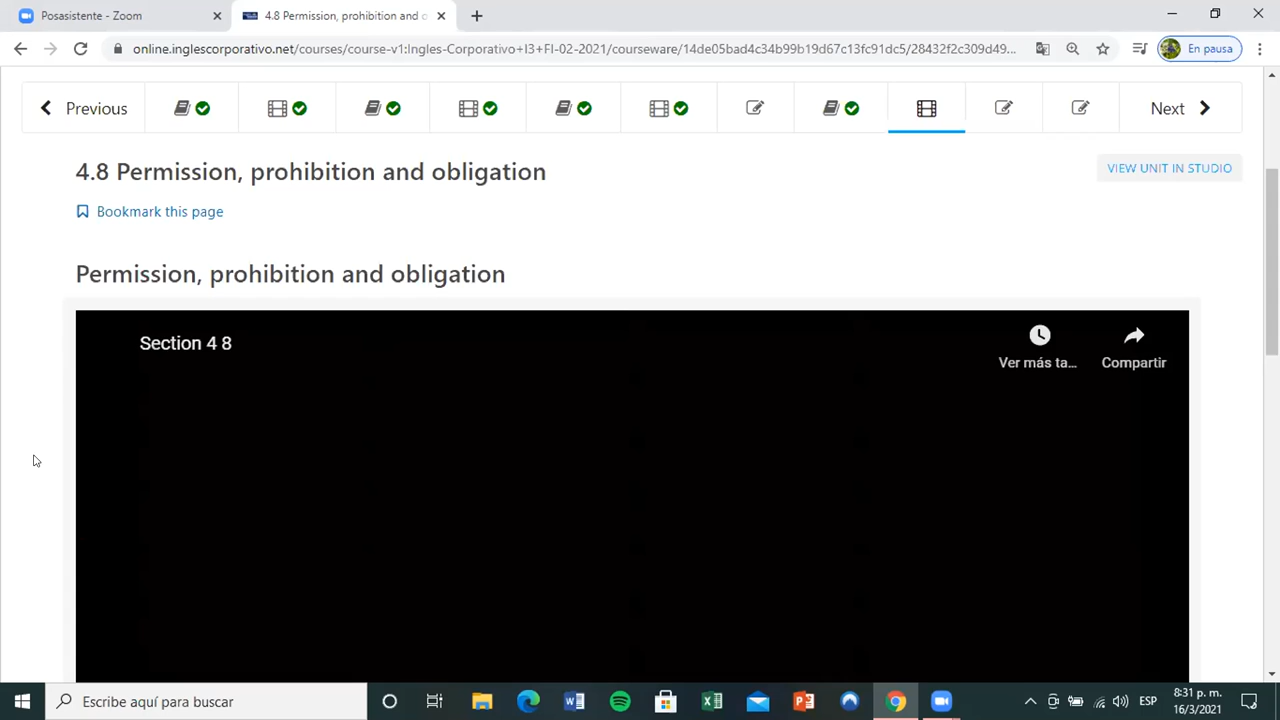 Posasistente - Zoom
4.8 Permission, prohibition and o
online.inglescorporativo.net/courses/course-v1:Ingles-Corporativo+I3+FI-02-2021/courseware/14de05bad4c34b99b19d67c13fc91dc5/28432f2c309d49...
En pausa
Previous
Next
4.8 Permission, prohibition and obligation
VIEW UNIT IN STUDIO
Bookmark this page
Permission, prohibition and obligation
Section 4 8
Ver más ta...
Compartir
Escribe aquí para buscar
ESP
8:31 p. m.
16/3/2021